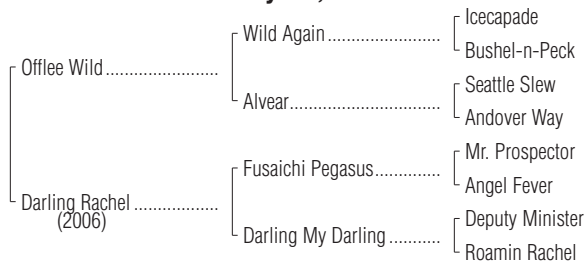 Icecapade
Wild Again
Bushel-n-Peck
Offlee Wild
Seattle Slew
Alvear
Andover Way
Mr. Prospector
Fusaichi Pegasus
Angel Fever
Darling Rachel
(2006)
Deputy Minister
Darling My Darling
Roamin Rachel